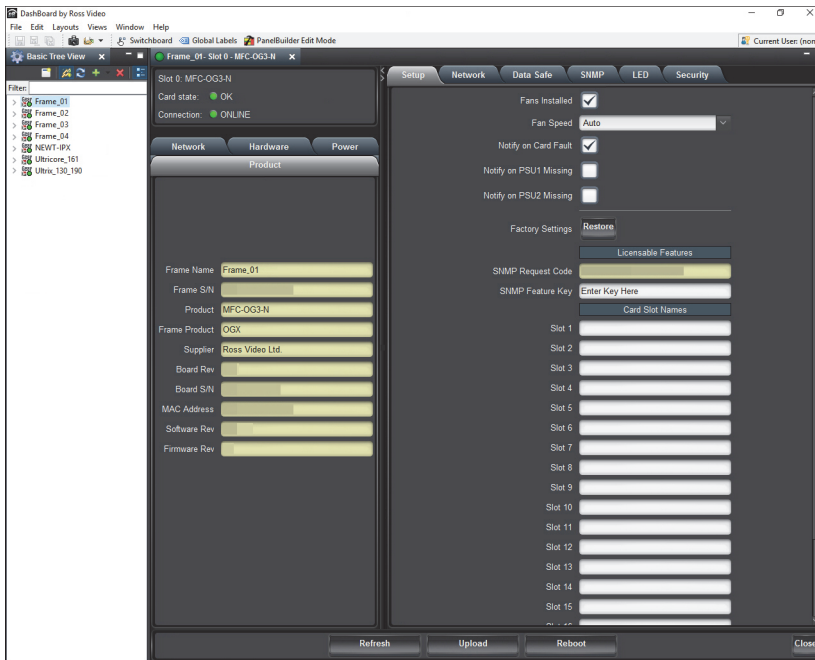 DashBoard by Ross Video
File Edit Layouts Views Window Help
Switchboard Global Labels PanelBuilder Edit Mode
Current User: (non
Basic Tree View
Filter:
Frame_01
Frame_02
Frame_03
Frame_04
NEWT-IPX
Ultricore_161
Ultrix_130_190
Frame_01- Slot 0 - MFC-OG3-N
Slot 0: MFC-OG3-N
Card state: OK
Connection: ONLINE
Network Hardware Power
Product
Frame Name Frame_01
Frame S/N
Product MFC-OG3-N
Frame Product OGX
Supplier Ross Video Ltd.
Board Rev
Board S/N
MAC Address
Software Rev
Firmware Rev
Setup Network Data Safe SNMP LED Security
Fans Installed
Fan Speed Auto
Notify on Card Fault
Notify on PSU1 Missing
Notify on PSU2 Missing
Factory Settings Restore
Licensable Features
SNMP Request Code
SNMP Feature Key Enter Key Here
Card Slot Names
Slot 1
Slot 2
Slot 3
Slot 4
Slot 5
Slot 6
Slot 7
Slot 8
Slot 9
Slot 10
Slot 11
Slot 12
Slot 13
Slot 14
Slot 15
Refresh Upload Reboot Close